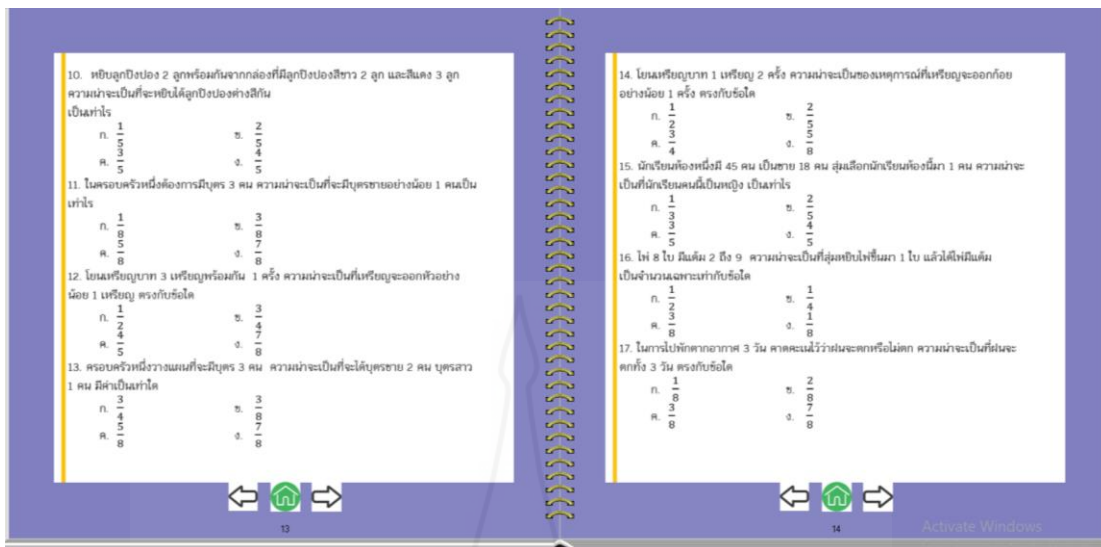 10. หยิบลูกปิงปอง 2 ลูกพร้อมกันจากกล่องที่มีลูกปิงปองสีขาว 2 ลูก และสีแดง 3 ลูก
ความน่าจะเป็นที่จะหยิบได้ลูกปิงปองต่างสีกัน
เป็นเท่าไร
ก. 1/5 ข. 2/5
ค. 3/5 ง. 4/5
11. ในครอบครัวหนึ่งต้องการมีบุตร 3 คน ความน่าจะเป็นที่จะมีบุตรชายอย่างน้อย 1 คนเป็น
เท่าไร
ก. 1/8 ข. 3/8
ค. 5/8 ง. 7/8
12. โยนเหรียญบาท 3 เหรียญพร้อมกัน 1 ครั้ง ความน่าจะเป็นที่เหรียญจะออกหัวอย่าง
น้อย 1 เหรียญ ตรงกับข้อใด
ก. 1/2 ข. 3/4
ค. 4/5 ง. 7/8
13. ครอบครัวหนึ่งวางแผนที่จะมีบุตร 3 คน ความน่าจะเป็นที่จะได้บุตรชาย 2 คน บุตรสาว
1 คน มีค่าเป็นเท่าใด
ก. 3/4 ข. 3/8
ค. 5/8 ง. 7/8
13
14. โยนเหรียญบาท 1 เหรียญ 2 ครั้ง ความน่าจะเป็นของเหตุการณ์ที่เหรียญจะออกก้อย
อย่างน้อย 1 ครั้ง ตรงกับข้อใด
ก. 1/2 ข. 2/5
ค. 3/4 ง. 5/8
15. นักเรียนห้องหนึ่งมี 45 คน เป็นชาย 18 คน สุ่มเลือกนักเรียนห้องนี้มา 1 คน ความน่าจะ
เป็นที่นักเรียนคนนี้เป็นหญิง เป็นเท่าไร
ก. 1/3 ข. 2/5
ค. 3/5 ง. 4/5
16. ไพ่ 8 ใบ มีแต้ม 2 ถึง 9 ความน่าจะเป็นที่สุ่มหยิบไพ่ขึ้นมา 1 ใบ แล้วได้ไพ่มีแต้ม
เป็นจำนวนเฉพาะเท่ากับข้อใด
ก. 1/2 ข. 1/4
ค. 3/8 ง. 1/8
17. ในการไปพักตากอากาศ 3 วัน คาดคะเนไว้ว่าฝนจะตกหรือไม่ตก ความน่าจะเป็นที่ฝนจะ
ตกทั้ง 3 วัน ตรงกับข้อใด
ก. 1/8 ข. 2/8
ค. 3/8 ง. 7/8
14
Activate Windows